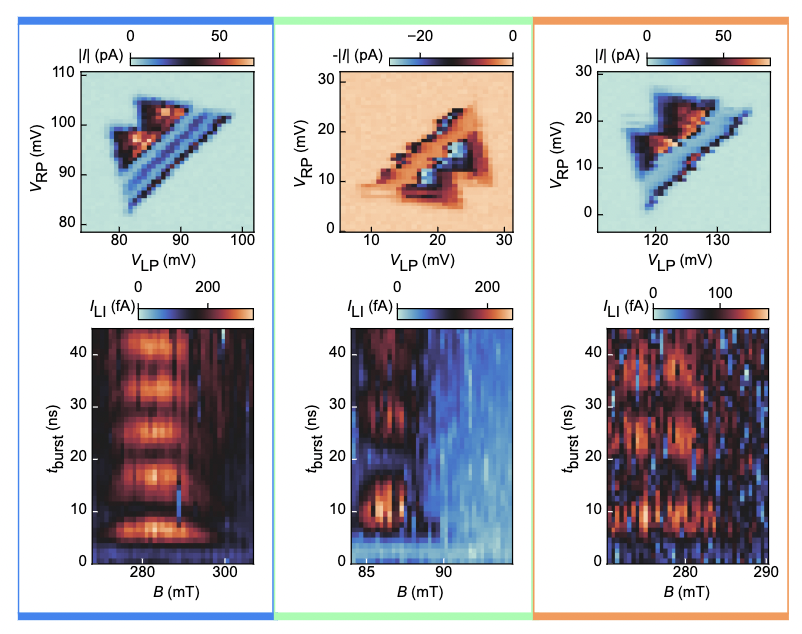 |I| (pA) 0 50
110
100
90
80
V_RP (mV)
80 90 100
V_LP (mV)
-|I| (pA) −20 0
30
20
10
0
V_RP (mV)
10 20 30
V_LP (mV)
|I| (pA) 0 50
30
20
10
0
V_RP (mV)
120 130
V_LP (mV)
I_LI (fA) 0 200
40
30
20
10
0
t_burst (ns)
280 300
B (mT)
I_LI (fA) 0 200
40
30
20
10
0
t_burst (ns)
85 90
B (mT)
I_LI (fA) 0 100
40
30
20
10
0
t_burst (ns)
280 290
B (mT)